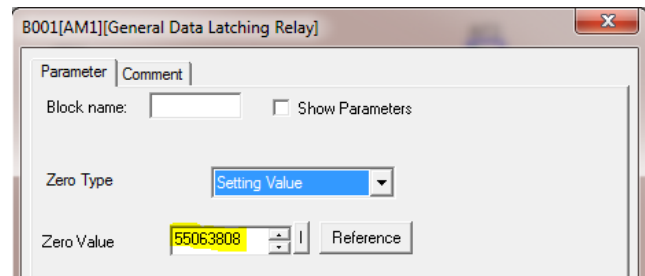 B001[AM1][General Data Latching Relay]
Parameter Comment
Block name: Show Parameters
Zero Type Setting Value
Zero Value 55063808 I Reference